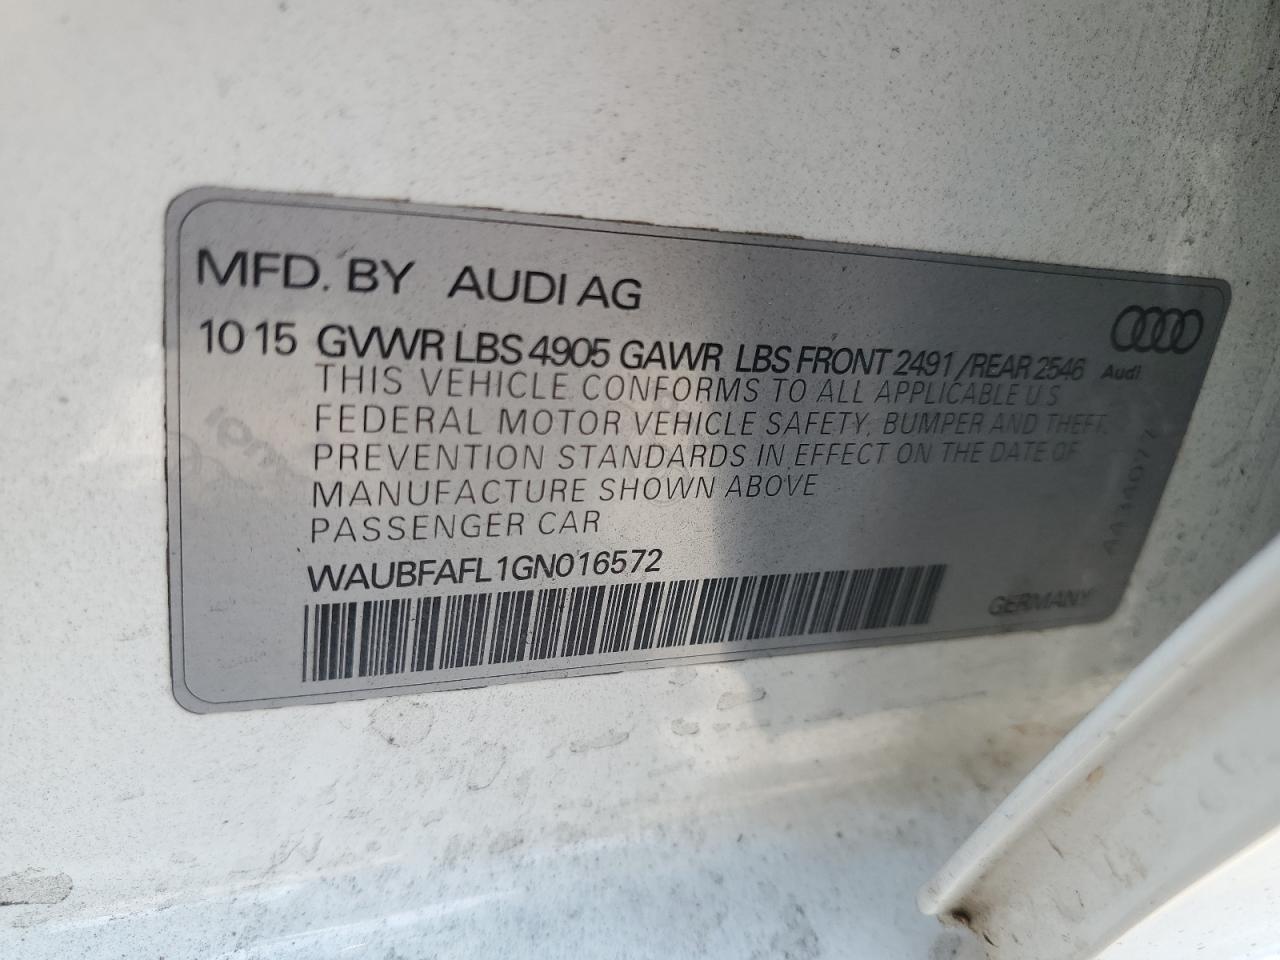 MFD. BY AUDI AG
10 15 GVWR LBS 4905 GAWR LBS FRONT 2491 /REAR 2546
Audi
THIS VEHICLE CONFORMS TO ALL APPLICABLE U S
FEDERAL MOTOR VEHICLE SAFETY, BUMPER AND THEFT
PREVENTION STANDARDS IN EFFECT ON THE DATE OF
MANUFACTURE SHOWN ABOVE
PASSENGER CAR
WAUBFAFL1GN016572
GERMANY